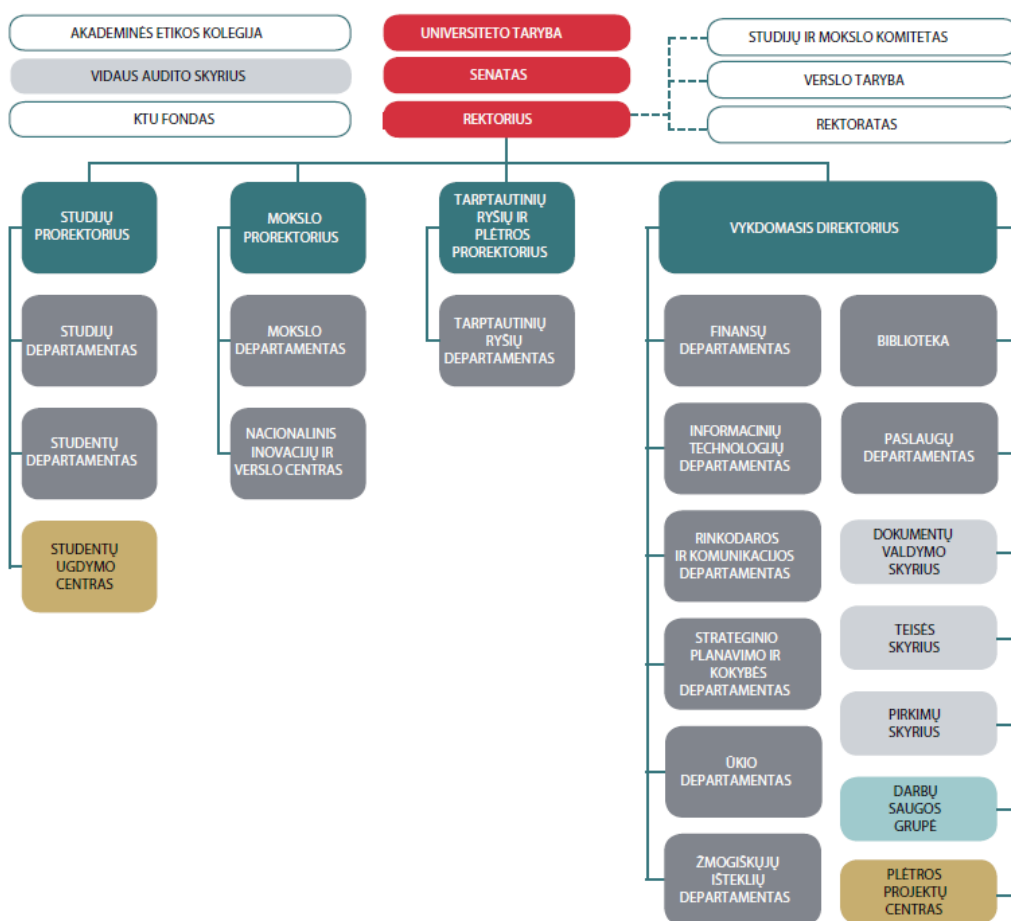 AKADEMINĖS ETIKOS KOLEGIJA
VIDAUS AUDITO SKYRIUS
KTU FONDAS
UNIVERSITETO TARYBA
SENATAS
REKTORIUS
STUDIJŲ IR MOKSLO KOMITETAS
VERSLO TARYBA
REKTORATAS
STUDIJŲ
PROREKTORIUS
STUDIJŲ
DEPARTAMENTAS
STUDENTŲ
DEPARTAMENTAS
STUDENTŲ
UGDYMO
CENTRAS
MOKSLO
PROREKTORIUS
MOKSLO
DEPARTAMENTAS
NACIONALINIS
INOVACIJŲ IR
VERSLO CENTRAS
TARPTAUTINIŲ
RYŠIŲ IR
PLĖTROS
PROREKTORIUS
TARPTAUTINIŲ
RYŠIŲ
DEPARTAMENTAS
VYKDOMASIS DIREKTORIUS
FINANSŲ
DEPARTAMENTAS
INFORMACINIŲ
TECHNOLOGIJŲ
DEPARTAMENTAS
RINKODAROS
IR KOMUNIKACIJOS
DEPARTAMENTAS
STRATEGINIO
PLANAVIMO IR
KOKYBĖS
DEPARTAMENTAS
ŪKIO
DEPARTAMENTAS
ŽMOGIŠKŲJŲ
IŠTEKLIŲ
DEPARTAMENTAS
BIBLIOTEKA
PASLAUGŲ
DEPARTAMENTAS
DOKUMENTŲ
VALDYMO
SKYRIUS
TEISĖS
SKYRIUS
PIRKIMŲ
SKYRIUS
DARBŲ
SAUGOS
GRUPĖ
PLĖTROS
PROJEKTŲ
CENTRAS